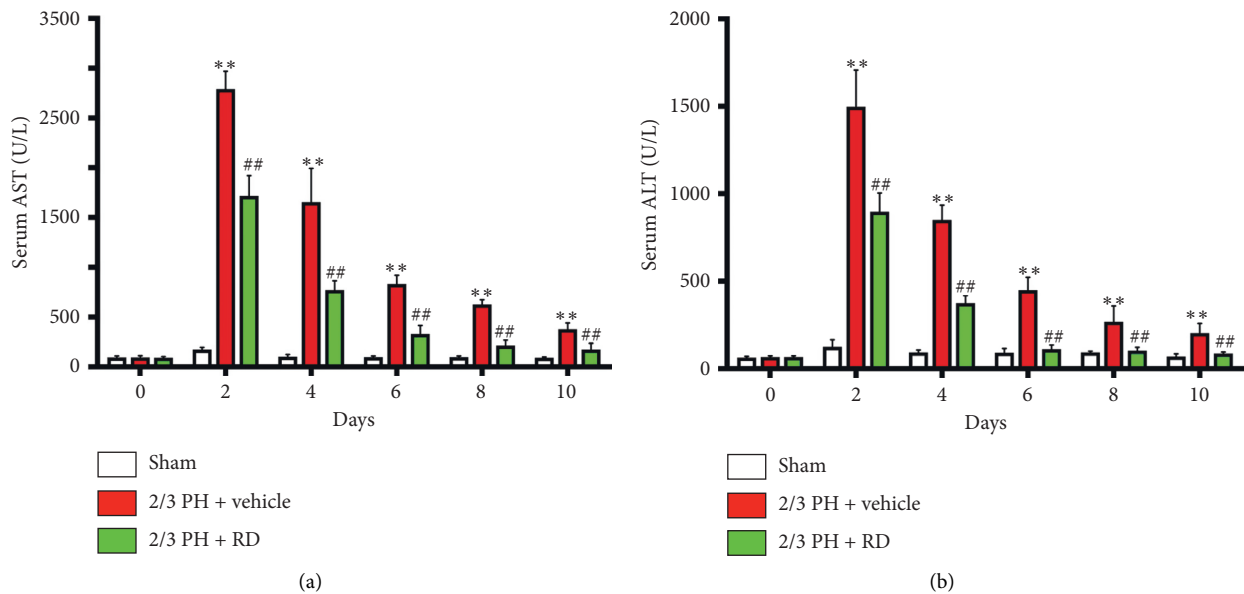 3500
2500
1500
500
0
Serum AST (U/L)
**
##
**
##
**
##
**
##
**
##
0 2 4 6 8 10
Days
Sham
2/3 PH + vehicle
2/3 PH + RD
(a)
2000
1500
1000
500
0
Serum ALT (U/L)
**
##
**
##
**
##
**
##
**
##
0 2 4 6 8 10
Days
Sham
2/3 PH + vehicle
2/3 PH + RD
(b)